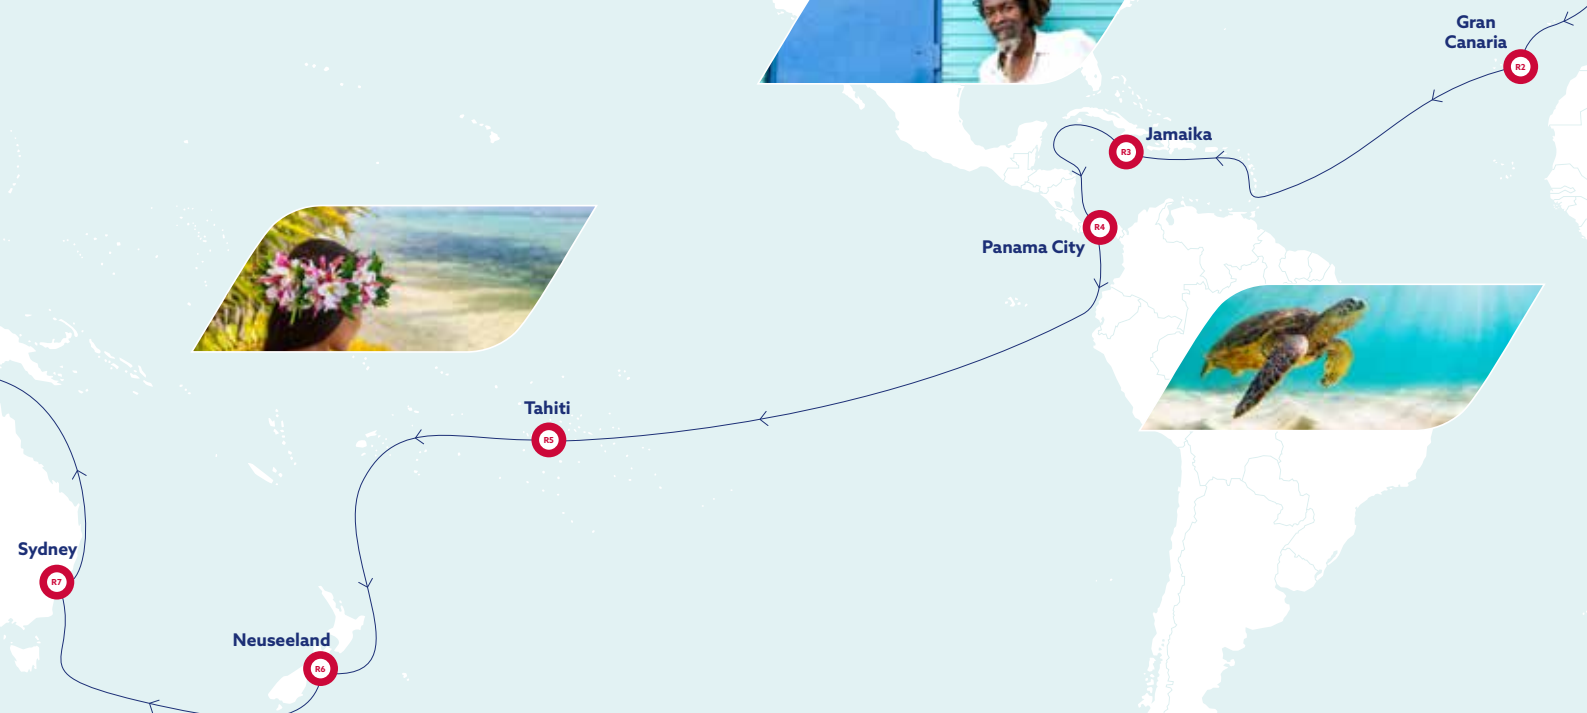 Gran
Canaria
R2
Jamaika
R3
R4
Panama City
Tahiti
R5
Sydney
R7
Neuseeland
R6